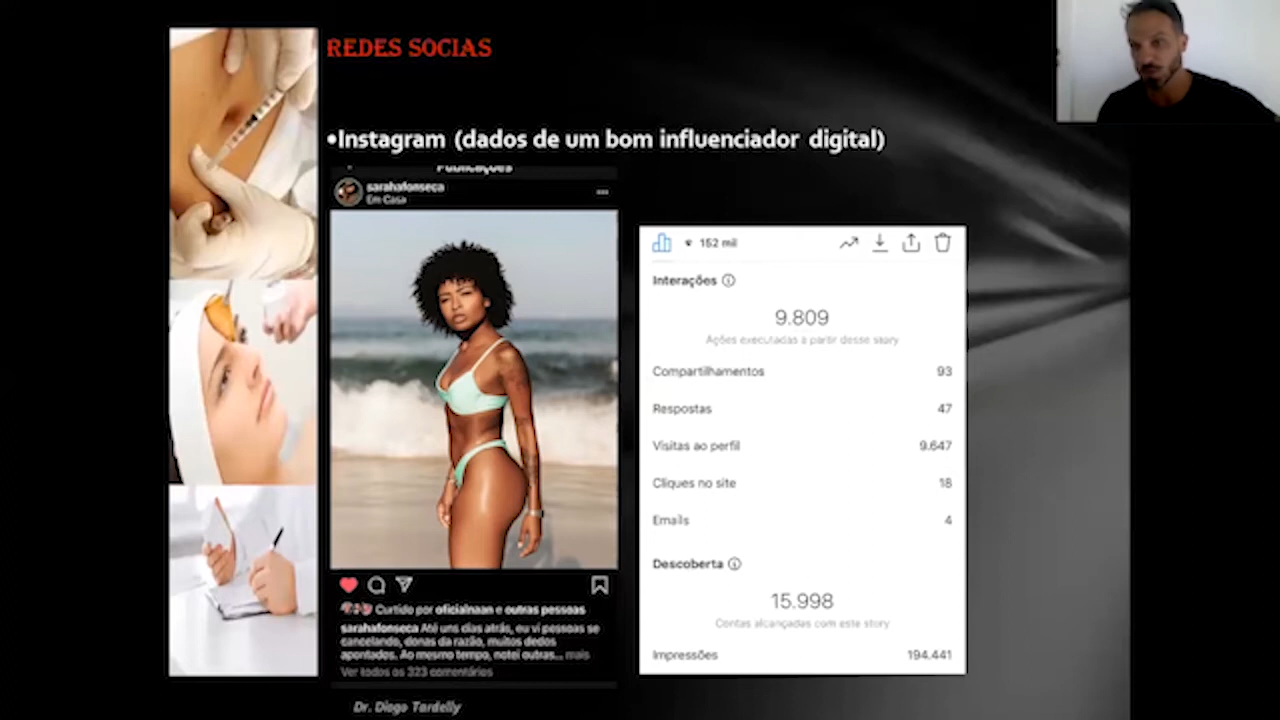 REDES SOCIAS
•Instagram (dados de um bom influenciador digital)
Publicações
sarahafonseca
Em Casa
152 mil
Interações
9.809
Ações executadas a partir desse story
Compartilhamentos 93
Respostas 47
Visitas ao perfil 9.647
Cliques no site 18
Emails 4
Descoberta
15.998
Contas alcançadas com este story
Impressões 194.441
Curtido por oficialnaan e outras pessoas
sarahafonseca Até uns dias atrás, eu vi pessoas se
cancelando, donas da razão, muitos dedos
apontados. Ao mesmo tempo, notei outras... mais
Ver todos os 323 comentários
Dr. Diogo Tardelly